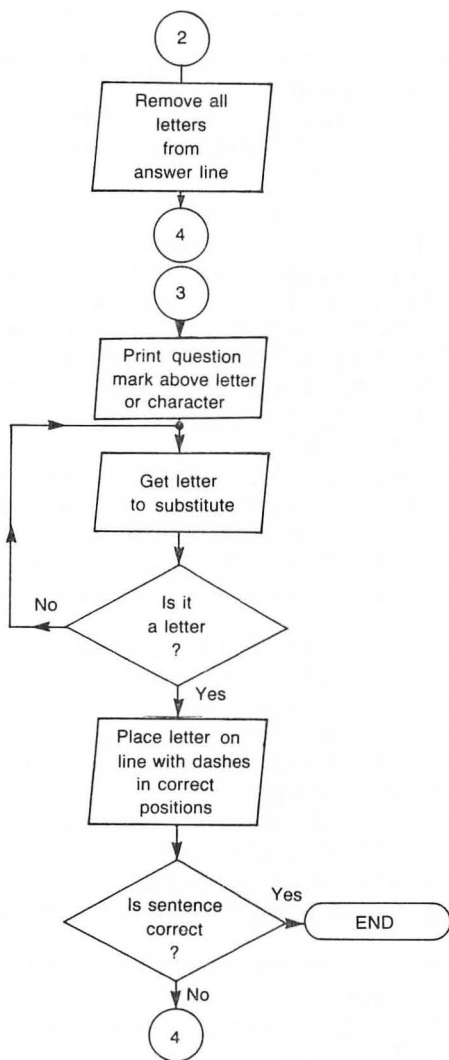 2
Remove all
letters
from
answer line
4
3
Print question
mark above letter
or character
Get letter
to substitute
No
Is it
a letter
?
Yes
Place letter on
line with dashes
in correct
positions
Is sentence
correct
?
Yes
END
No
4